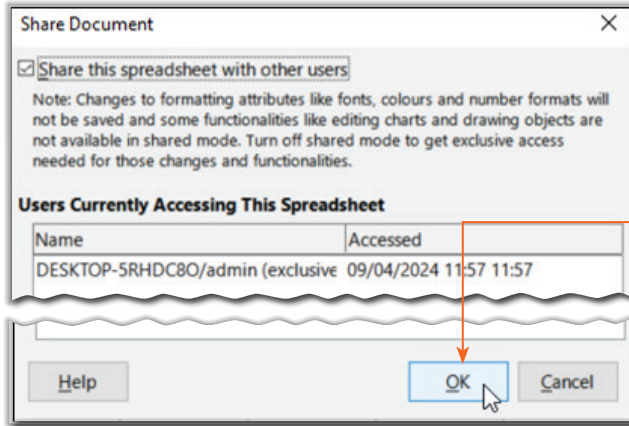 Share Document
Share this spreadsheet with other users
Note: Changes to formatting attributes like fonts, colours and number formats will
not be saved and some functionalities like editing charts and drawing objects are
not available in shared mode. Turn off shared mode to get exclusive access
needed for those changes and functionalities.
Users Currently Accessing This Spreadsheet
Name Accessed
DESKTOP-5RHDC8O/admin (exclusive 09/04/2024 11:57 11:57
Help OK Cancel